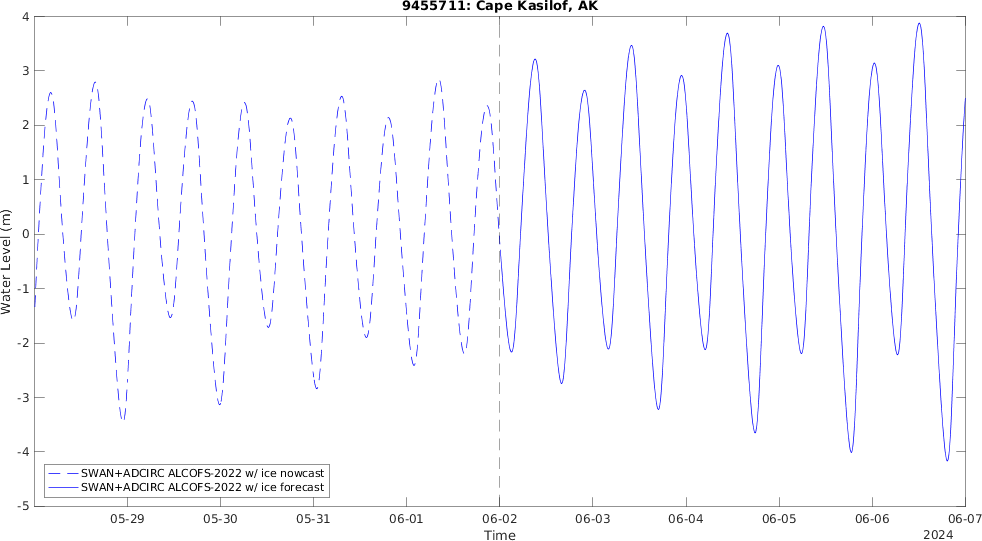 9455711: Cape Kasilof, AK
4
3
2
1
0
-1
-2
-3
-4
-5
Water Level (m)
SWAN+ADCIRC ALCOFS-2022 w/ ice nowcast
SWAN+ADCIRC ALCOFS-2022 w/ ice forecast
05-29 05-30 05-31 06-01 06-02 06-03 06-04 06-05 06-06 06-07
Time
2024